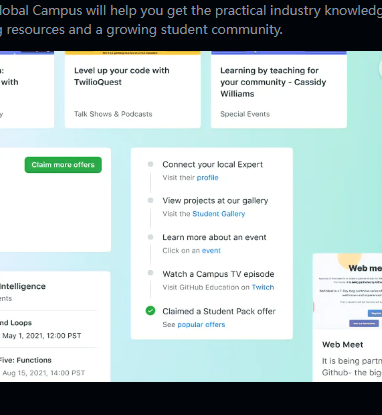 lobal Campus will help you get the practical industry knowledg
g resources and a growing student community.
with
Level up your code with
TwilioQuest
Talk Shows & Podcasts
Learning by teaching for
your community - Cassidy
Williams
Special Events
Claim more offers
Connect your local Expert
Visit their profile
View projects at our gallery
Visit the Student Gallery
Learn more about an event
Click on an event
Watch a Campus TV episode
Visit GitHub Education on Twitch
Claimed a Student Pack offer
See popular offers
ntelligence
ents
nd Loops
May 1, 2021, 12:00 PST
Five: Functions
Aug 15, 2021, 14:00 PST
Web me
Web Meet
It is being partn
Github- the big